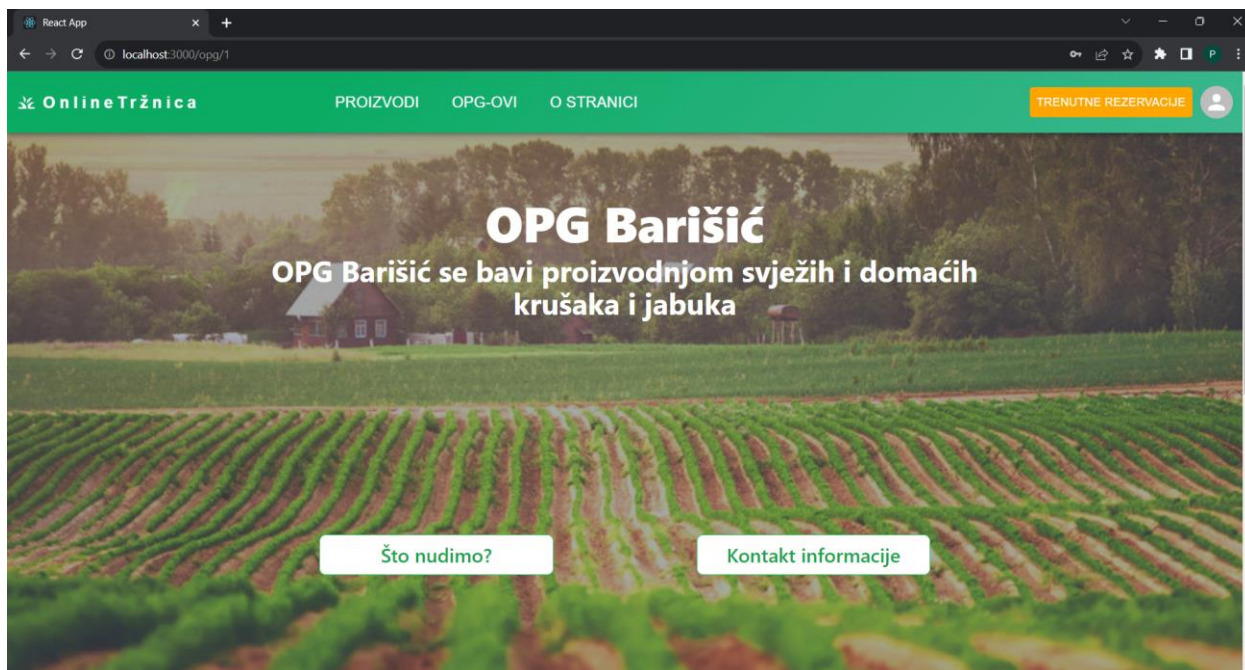 React App
localhost:3000/opg/1
P
OnlineTržnica
PROIZVODI
OPG-OVI
O STRANICI
TRENUTNE REZERVACIJE
OPG Barišić
OPG Barišić se bavi proizvodnjom svježih i domaćih
krušaka i jabuka
Što nudimo?
Kontakt informacije